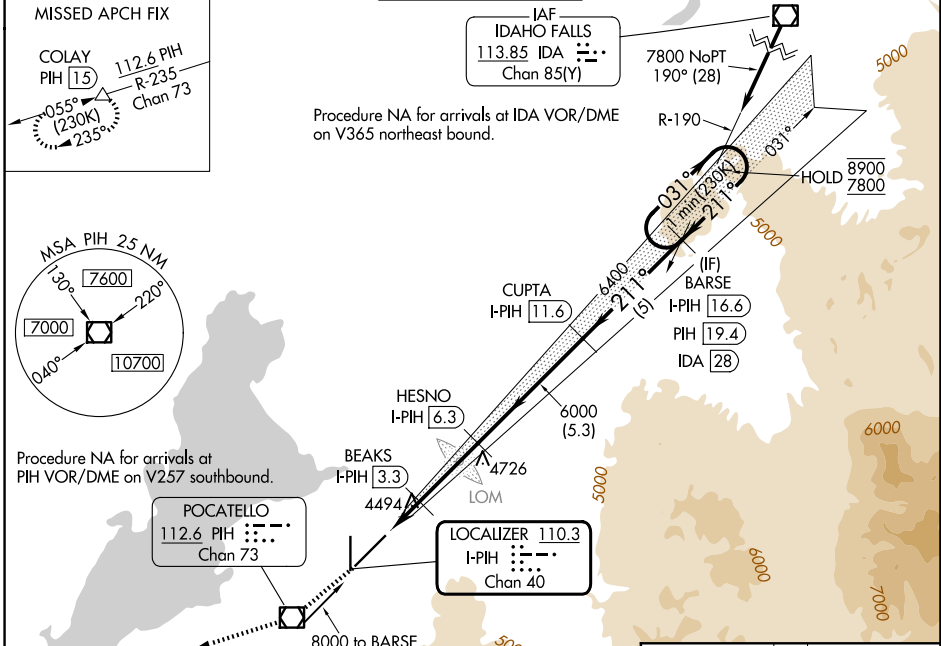 MISSED APCH FIX
COLAY
PIH 15
112.6 PIH
R-235
Chan 73
055°
(230K)
235°
IAF
IDAHO FALLS
113.85 IDA
Chan 85(Y)
7800 NoPT
190° (28)
R-190
5000
Procedure NA for arrivals at IDA VOR/DME
on V365 northeast bound.
031°
031°
1 min (230K)
211°
HOLD 8900
7800
5000
MSA PIH 25 NM
130°
7600
220°
7000
040°
10700
6400
211°
(5)
(IF)
BARSE
I-PIH 16.6
PIH 19.4
IDA 28
CUPTA
I-PIH 11.6
HESNO
I-PIH 6.3
6000
(5.3)
6000
BEAKS
I-PIH 3.3
4726
4494
LOM
5000
Procedure NA for arrivals at
PIH VOR/DME on V257 southbound.
POCATELLO
112.6 PIH
Chan 73
LOCALIZER 110.3
I-PIH
Chan 40
6000
7000
8000 to BARSE